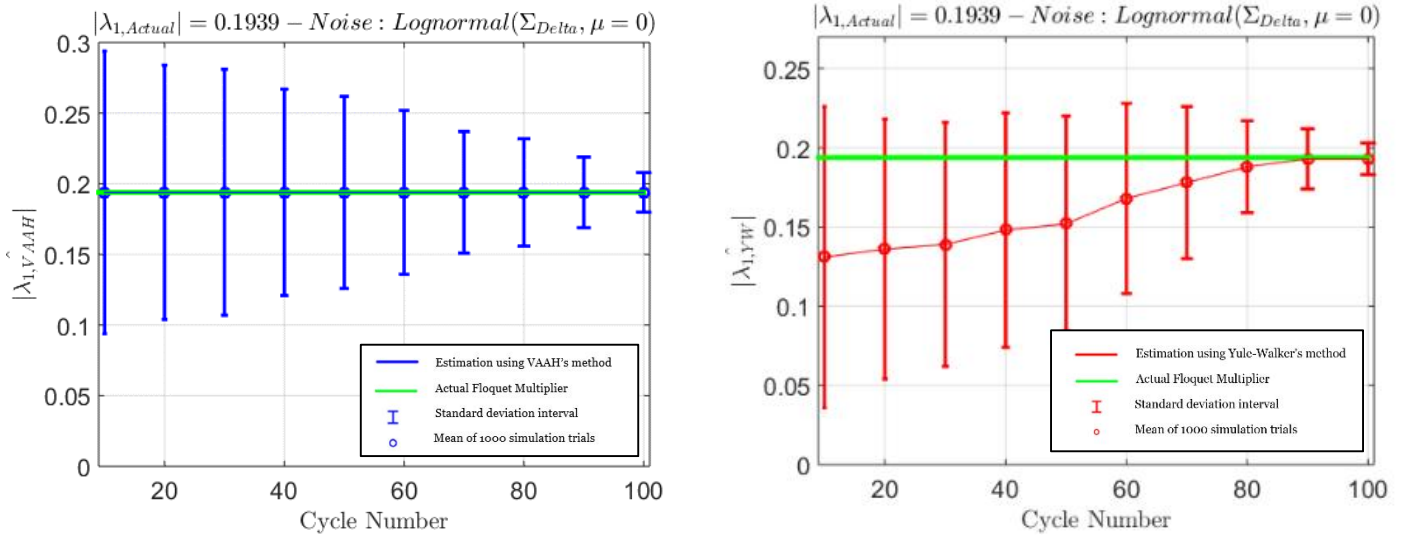 |λ1,Actual| = 0.1939 − Noise : Lognormal(ΣDelta, μ = 0)
0.3
0.25
0.2
0.15
0.1
0.05
0
|λ̂1,VAAH|
Estimation using VAAH's method
Actual Floquet Multiplier
Standard deviation interval
Mean of 1000 simulation trials
20 40 60 80 100
Cycle Number
|λ1,Actual| = 0.1939 − Noise : Lognormal(ΣDelta, μ = 0)
0.25
0.2
0.15
0.1
0.05
0
|λ̂1,YW|
Estimation using Yule-Walker's method
Actual Floquet Multiplier
Standard deviation interval
Mean of 1000 simulation trials
20 40 60 80 100
Cycle Number